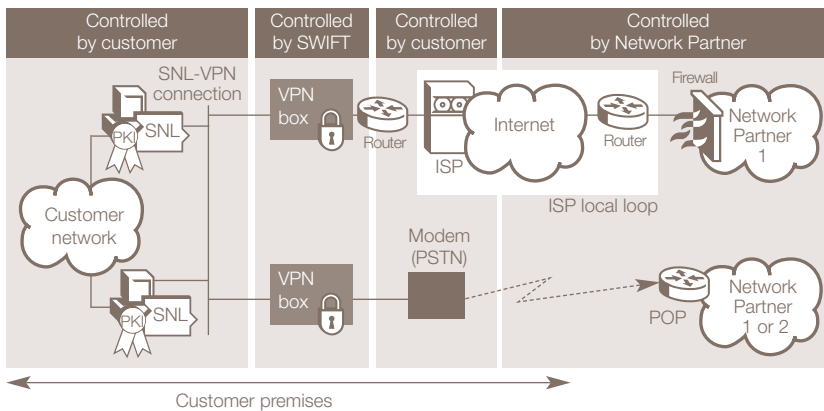 Controlled
by customer
Controlled
by SWIFT
Controlled
by customer
Controlled
by Network Partner
SNL-VPN
connection
PKI
SNL
VPN
box
Router
ISP
Internet
Router
Firewall
Network
Partner
1
ISP local loop
Customer
network
PKI
SNL
VPN
box
Modem
(PSTN)
POP
Network
Partner
1 or 2
Customer premises